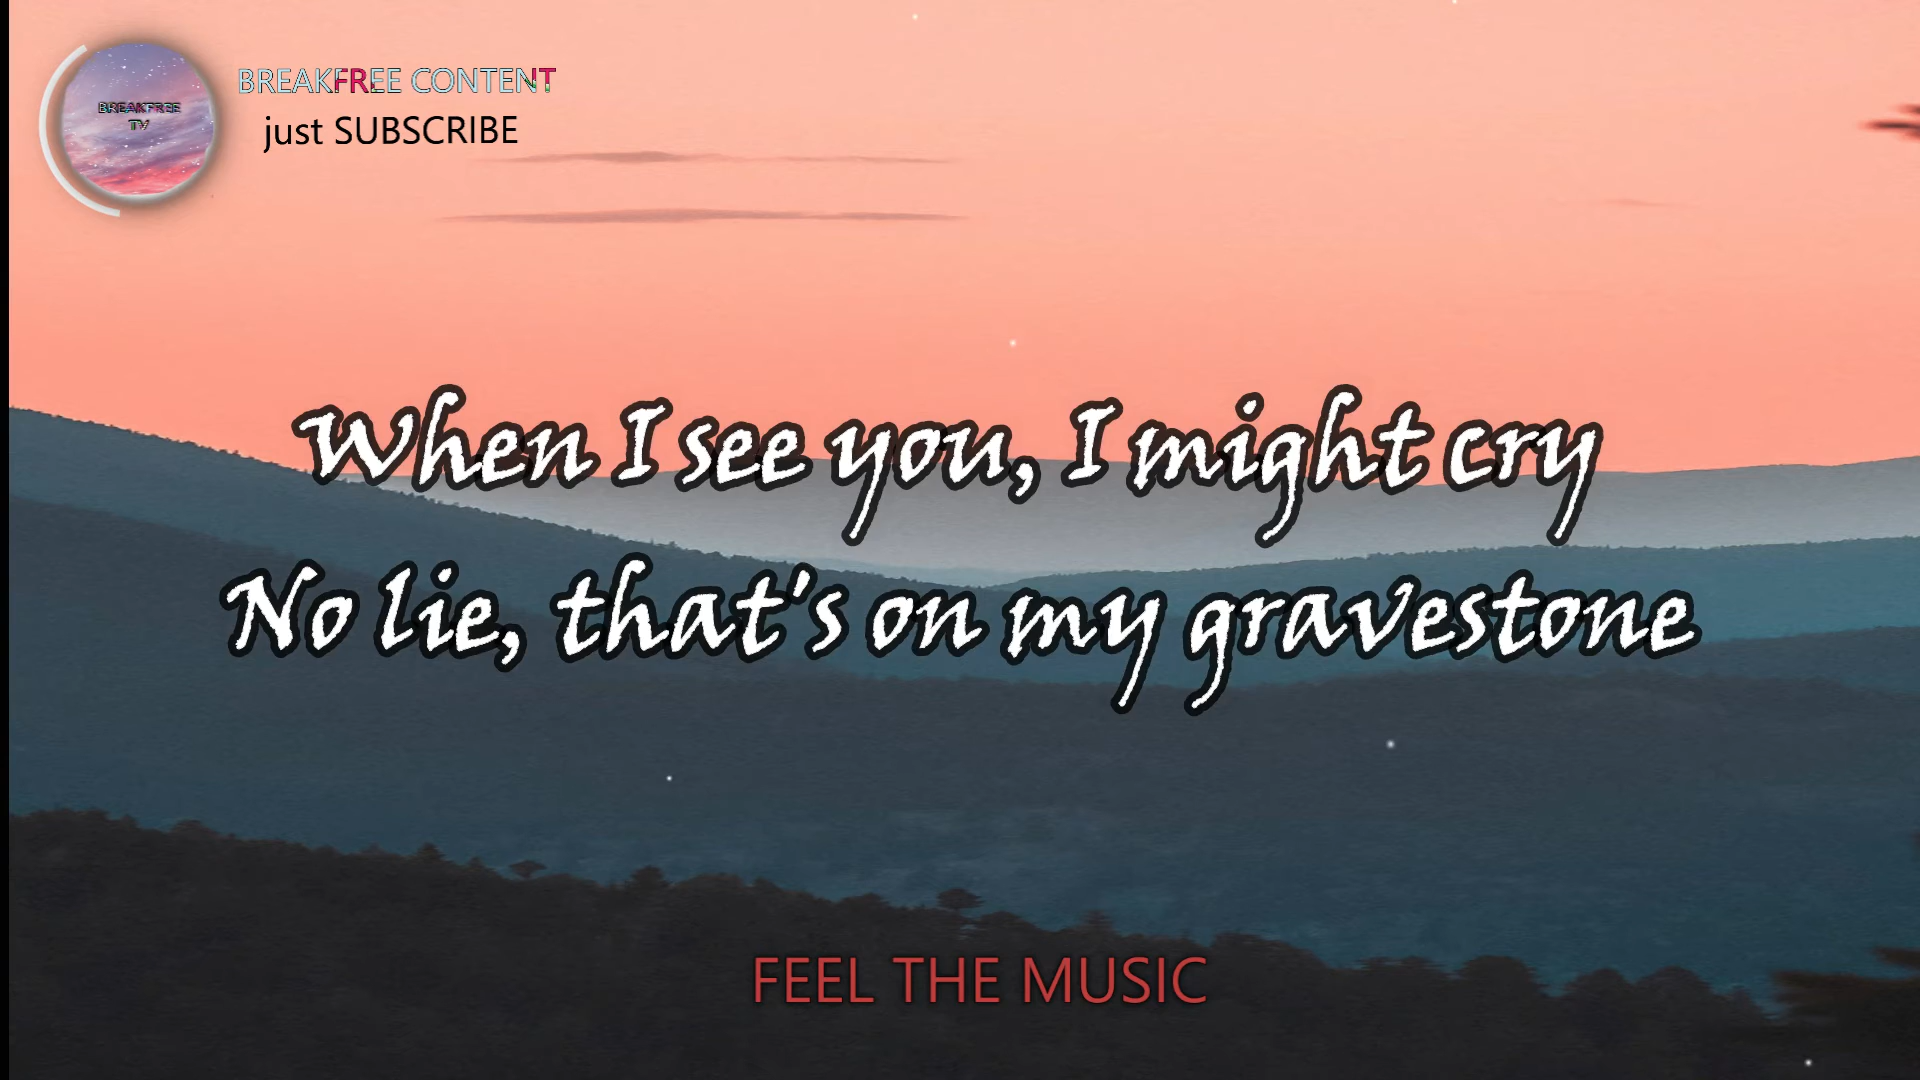 BREAKFREE CONTENT
just SUBSCRIBE
BREAKFREE
TV
When I see you, I might cry
No lie, that's on my gravestone
FEEL THE MUSIC